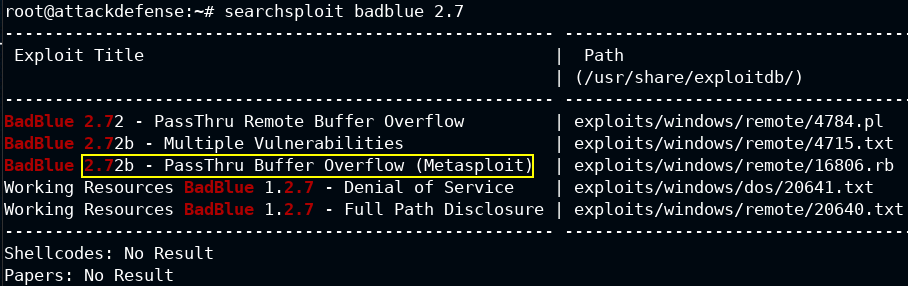 root@attackdefense:~# searchsploit badblue 2.7
--------------------------------------------------- ----------------------------------
 Exploit Title                                     |  Path
                                                   | (/usr/share/exploitdb/)
--------------------------------------------------- ----------------------------------
BadBlue 2.72 - PassThru Remote Buffer Overflow     | exploits/windows/remote/4784.pl
BadBlue 2.72b - Multiple Vulnerabilities           | exploits/windows/remote/4715.txt
BadBlue 2.72b - PassThru Buffer Overflow (Metasploit) | exploits/windows/remote/16806.rb
Working Resources BadBlue 1.2.7 - Denial of Service | exploits/windows/dos/20641.txt
Working Resources BadBlue 1.2.7 - Full Path Disclosure | exploits/windows/remote/20640.txt
--------------------------------------------------- ----------------------------------
Shellcodes: No Result
Papers: No Result